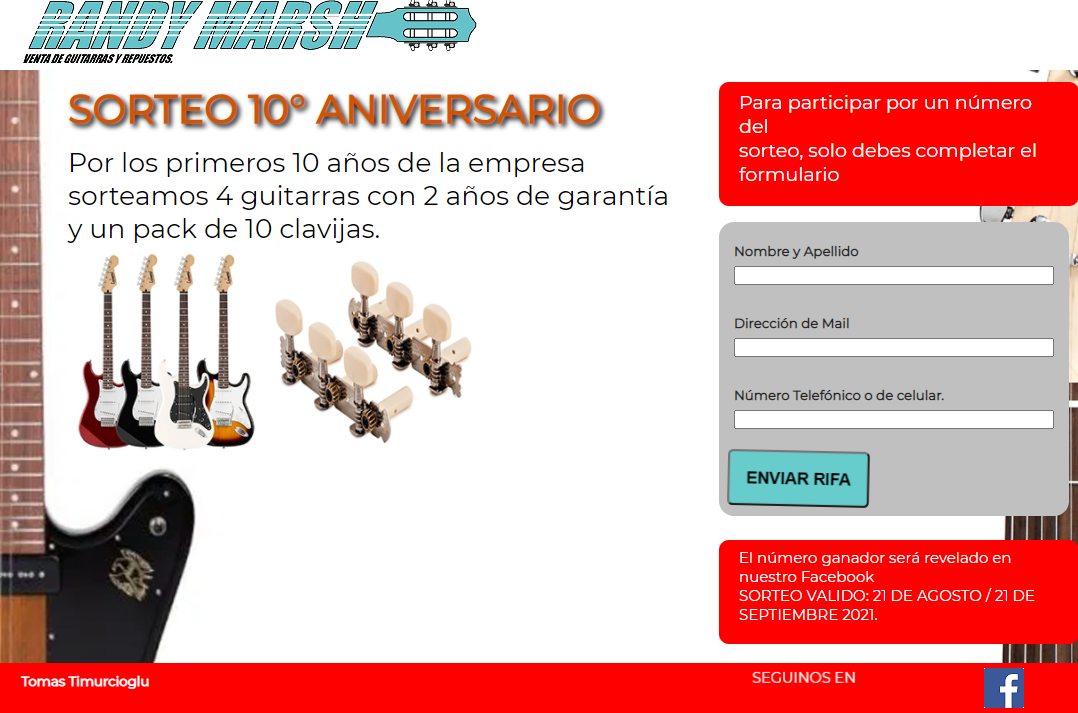 RANDY MARSH
VENTA DE GUITARRAS Y REPUESTOS.
SORTEO 10° ANIVERSARIO
Por los primeros 10 años de la empresa
sorteamos 4 guitarras con 2 años de garantía
y un pack de 10 clavijas.
Para participar por un número
del
sorteo, solo debes completar el
formulario
Nombre y Apellido
Dirección de Mail
Número Telefónico o de celular.
ENVIAR RIFA
El número ganador será revelado en
nuestro Facebook
SORTEO VALIDO: 21 DE AGOSTO / 21 DE
SEPTIEMBRE 2021.
Tomas Timurcioglu
SEGUINOS EN
f